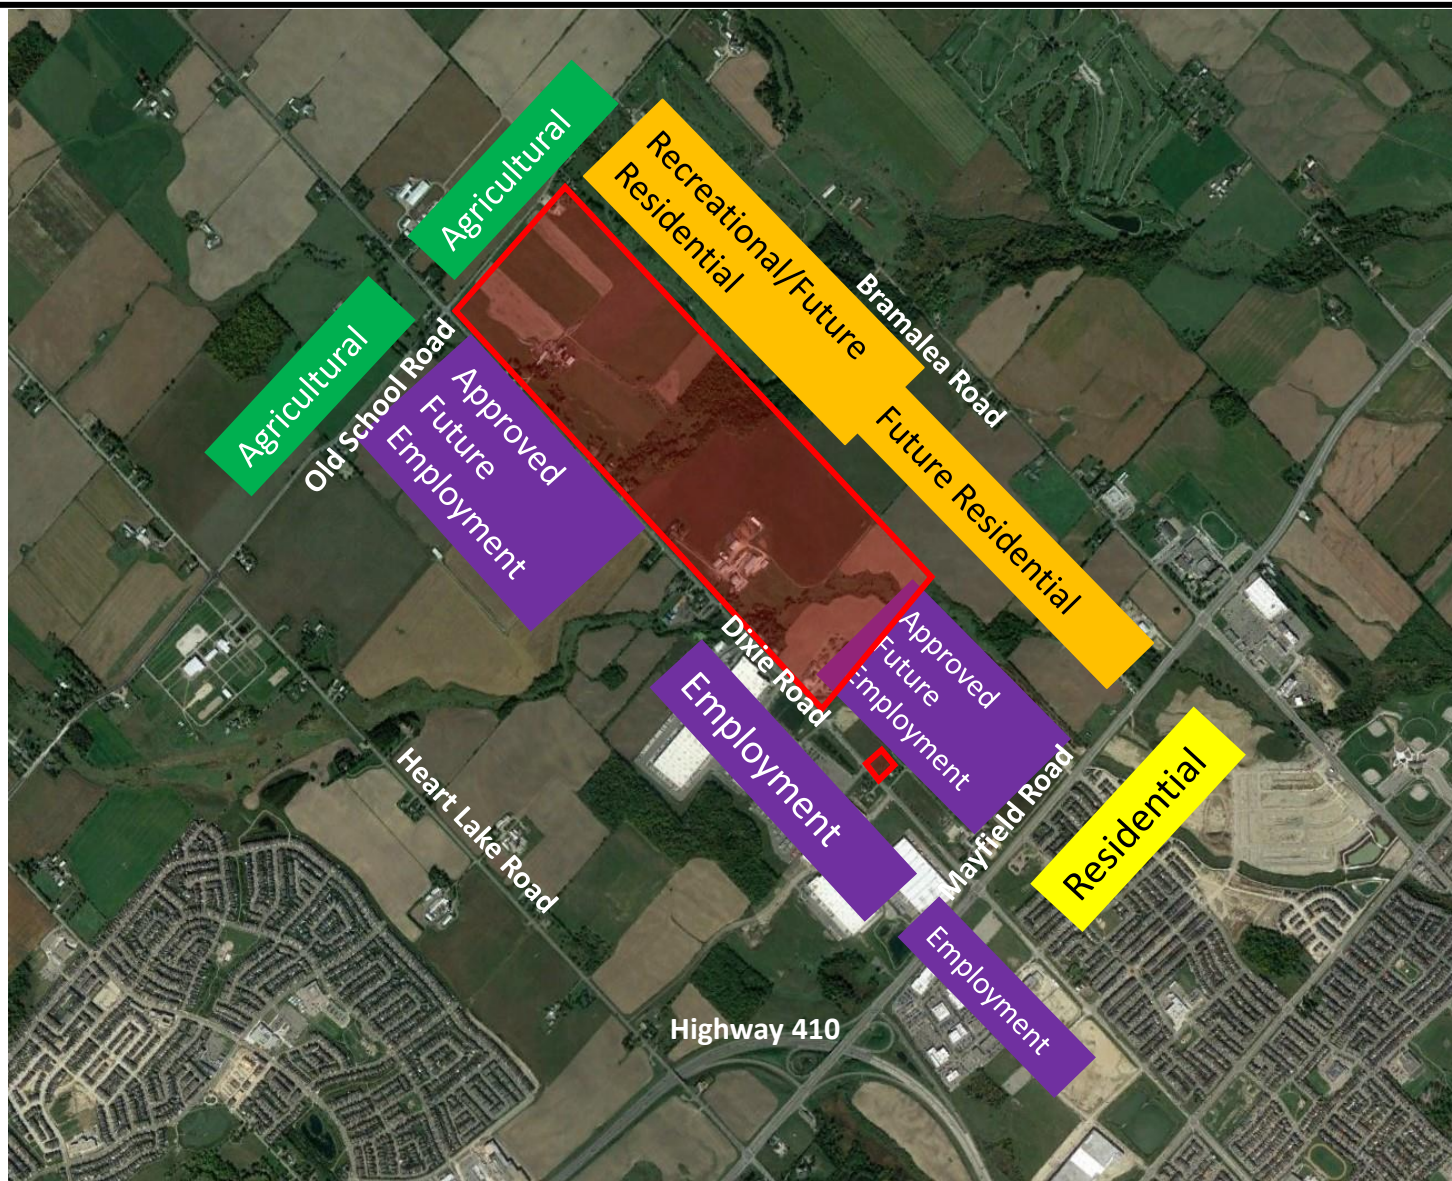 Agricultural
Recreational/Future
Residential
Agricultural
Old School Road
Approved
Future
Employment
Bramalea Road
Future Residential
Dixie Road
Approved
Future
Employment
Employment
Heart Lake Road
Mayfield Road
Residential
Employment
Highway 410